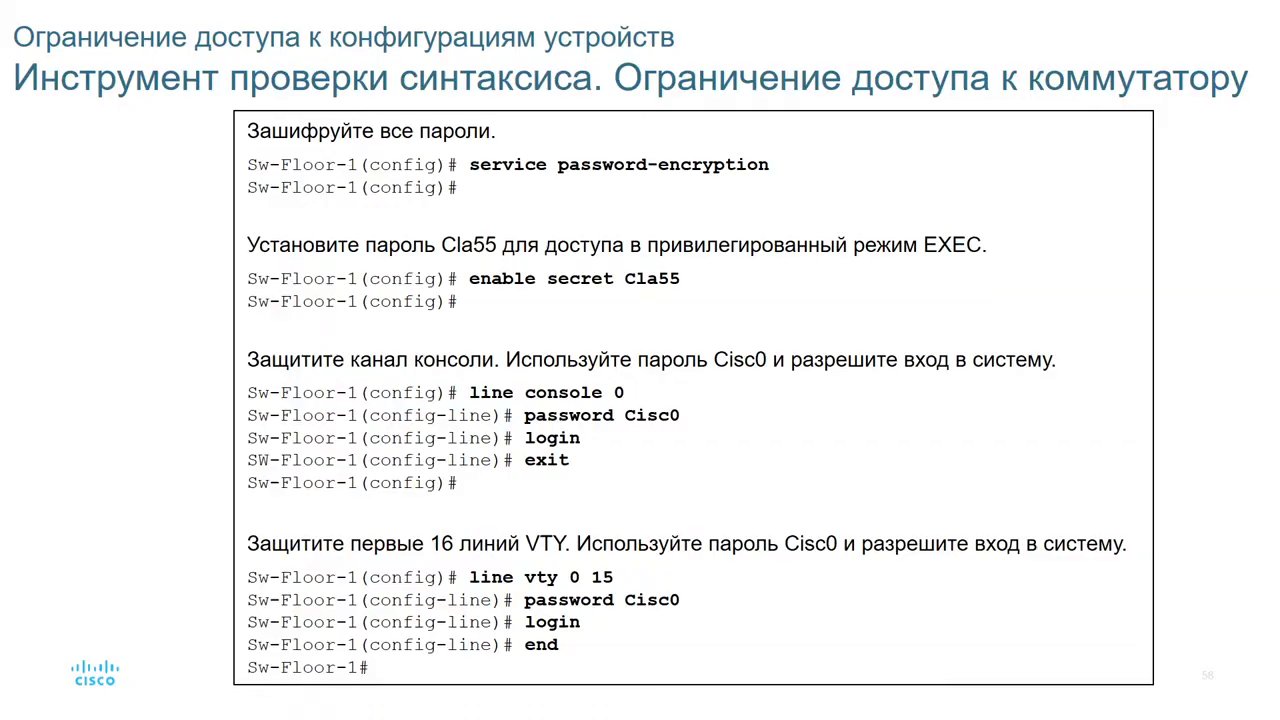 Ограничение доступа к конфигурациям устройств
Инструмент проверки синтаксиса. Ограничение доступа к коммутатору
Зашифруйте все пароли.
Sw-Floor-1(config)# service password-encryption
Sw-Floor-1(config)#
Установите пароль Cla55 для доступа в привилегированный режим EXEC.
Sw-Floor-1(config)# enable secret Cla55
Sw-Floor-1(config)#
Защитите канал консоли. Используйте пароль Cisc0 и разрешите вход в систему.
Sw-Floor-1(config)# line console 0
Sw-Floor-1(config-line)# password Cisc0
Sw-Floor-1(config-line)# login
SW-Floor-1(config-line)# exit
Sw-Floor-1(config)#
Защитите первые 16 линий VTY. Используйте пароль Cisc0 и разрешите вход в систему.
Sw-Floor-1(config)# line vty 0 15
Sw-Floor-1(config-line)# password Cisc0
Sw-Floor-1(config-line)# login
Sw-Floor-1(config-line)# end
Sw-Floor-1#
CISCO
58